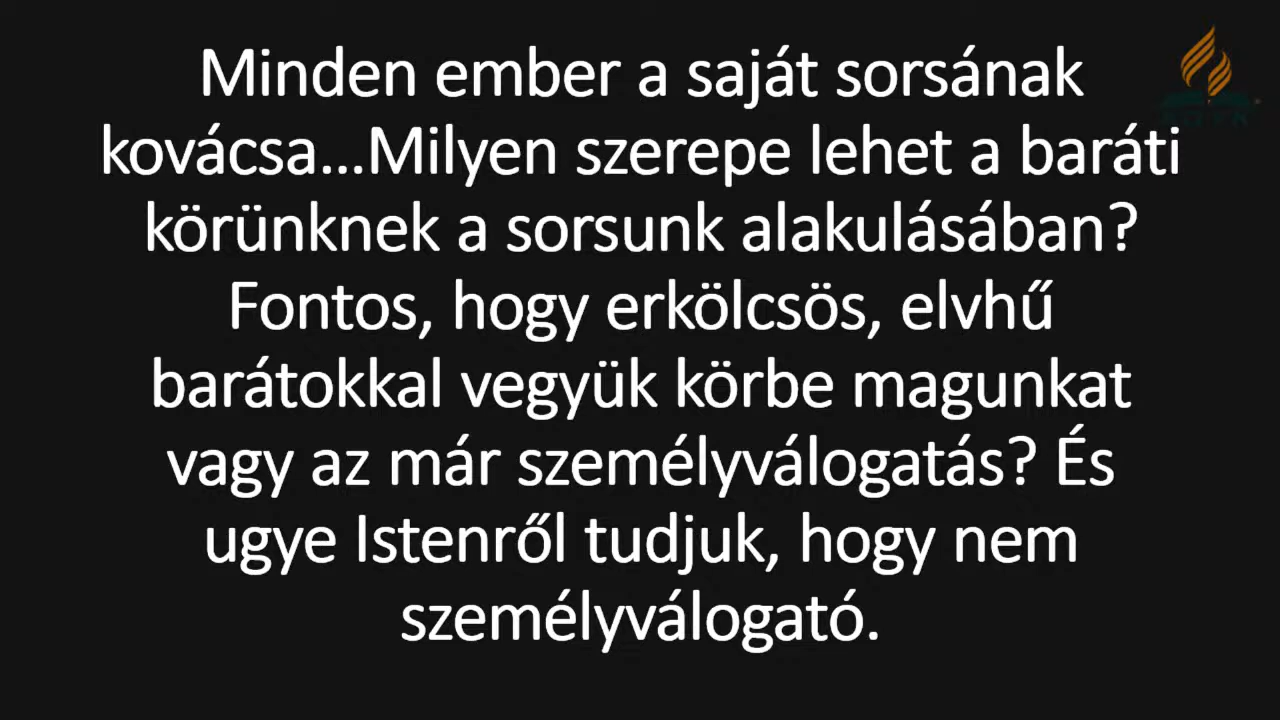 Minden ember a saját sorsának
kovácsa...Milyen szerepe lehet a baráti
körünknek a sorsunk alakulásában?
Fontos, hogy erkölcsös, elvhű
barátokkal vegyük körbe magunkat
vagy az már személyválogatás? És
ugye Istenről tudjuk, hogy nem
személyválogató.